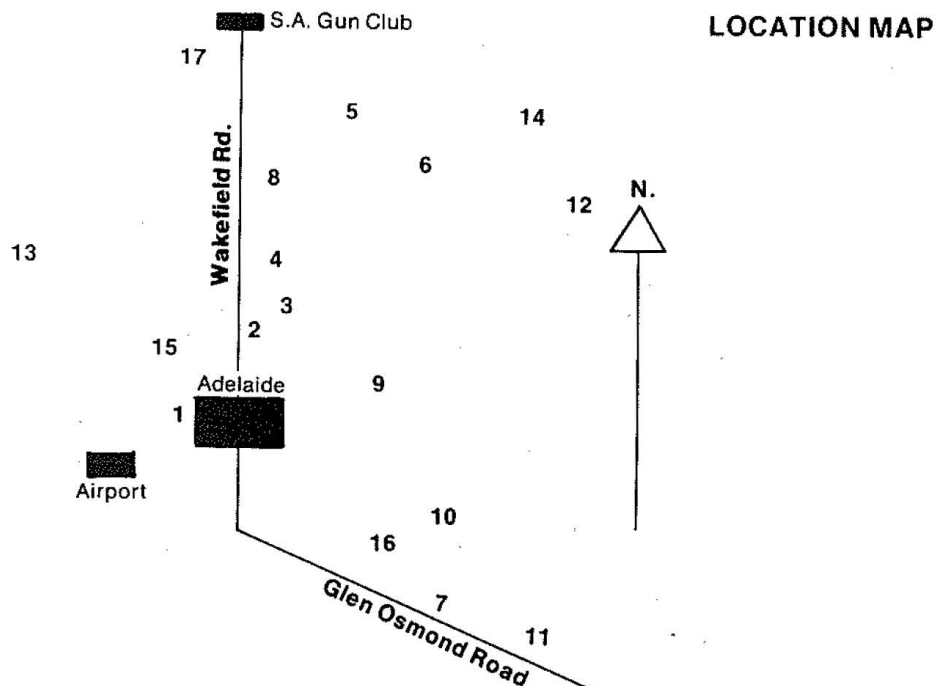 S.A. Gun Club
LOCATION MAP
17
5
14
6
Wakefield Rd.
8
12
N.
13
4
3
2
15
Adelaide
9
1
Airport
10
16
7
Glen Osmond Road
11